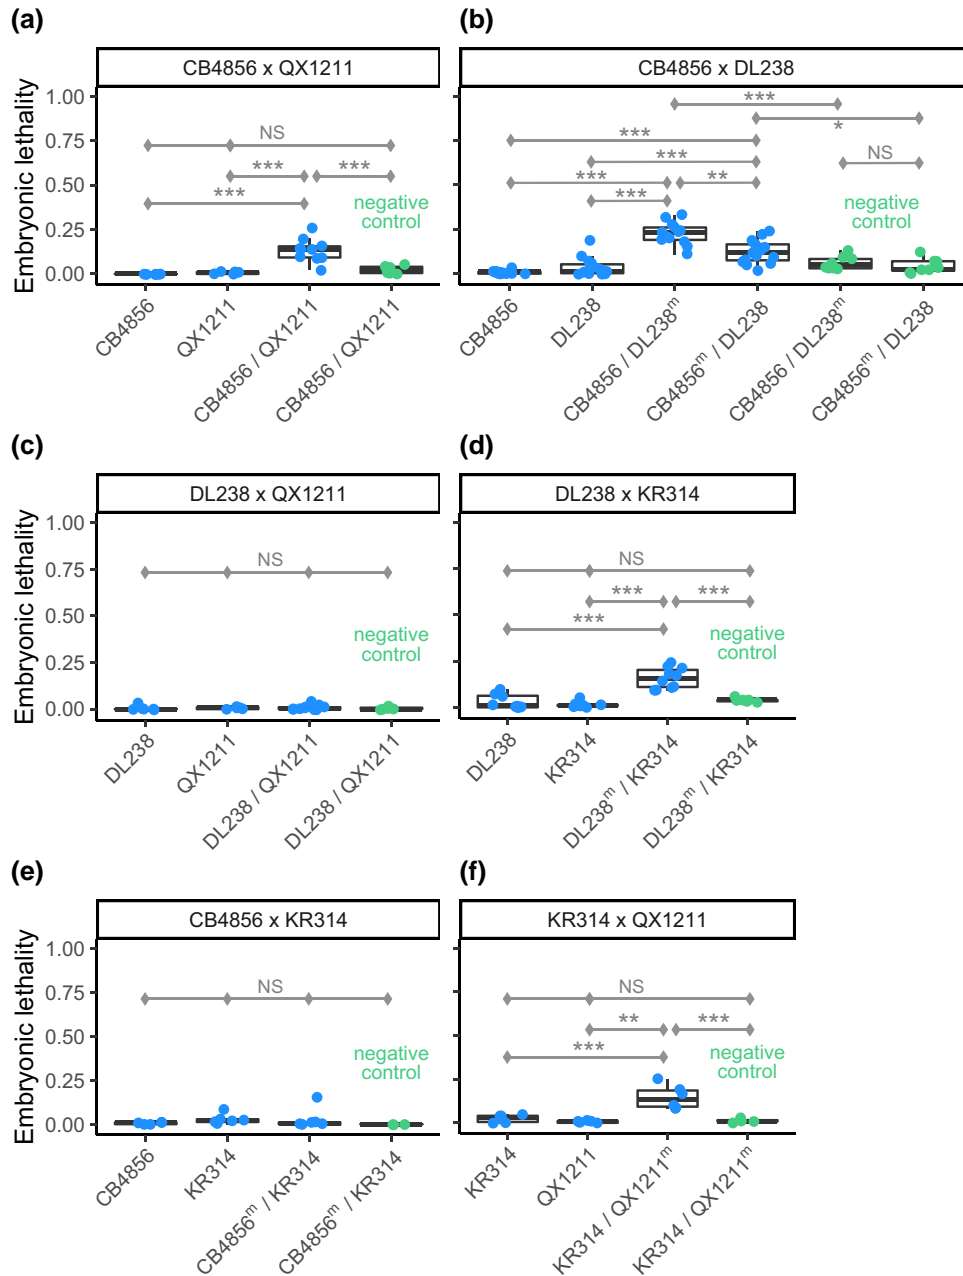 (a)
CB4856 x QX1211
Embryonic lethality
1.00
0.75
0.50
0.25
0.00
NS
***
***
***
negative
control
CB4856
QX1211
CB4856 / QX1211
CB4856 / QX1211
(b)
CB4856 x DL238
***
*
***
***
NS
***
**
***
negative
control
CB4856
DL238
CB4856 / DL238ᵐ
CB4856ᵐ / DL238
CB4856 / DL238ᵐ
CB4856ᵐ / DL238
(c)
DL238 x QX1211
Embryonic lethality
1.00
0.75
0.50
0.25
0.00
NS
negative
control
DL238
QX1211
DL238 / QX1211
DL238 / QX1211
(d)
DL238 x KR314
NS
***
***
***
negative
control
DL238
KR314
DL238ᵐ / KR314
DL238ᵐ / KR314
(e)
CB4856 x KR314
Embryonic lethality
1.00
0.75
0.50
0.25
0.00
NS
negative
control
CB4856
KR314
CB4856ᵐ / KR314
CB4856ᵐ / KR314
(f)
KR314 x QX1211
NS
**
***
***
negative
control
KR314
QX1211
KR314 / QX1211ᵐ
KR314 / QX1211ᵐ